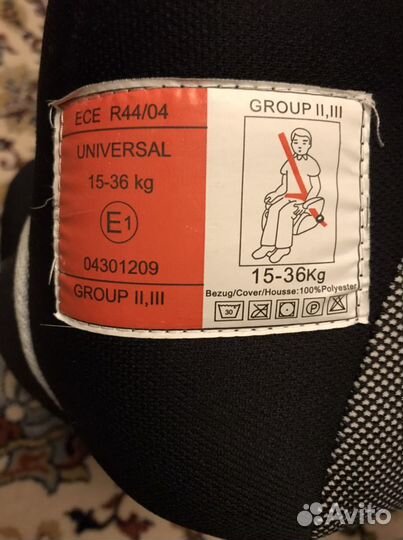 ECE R44/04
UNIVERSAL
15-36 kg
E1
04301209
GROUP II,III
GROUP II,III
15-36Kg
Bezug/Cover/Housse:100%Polyester
30
Avito